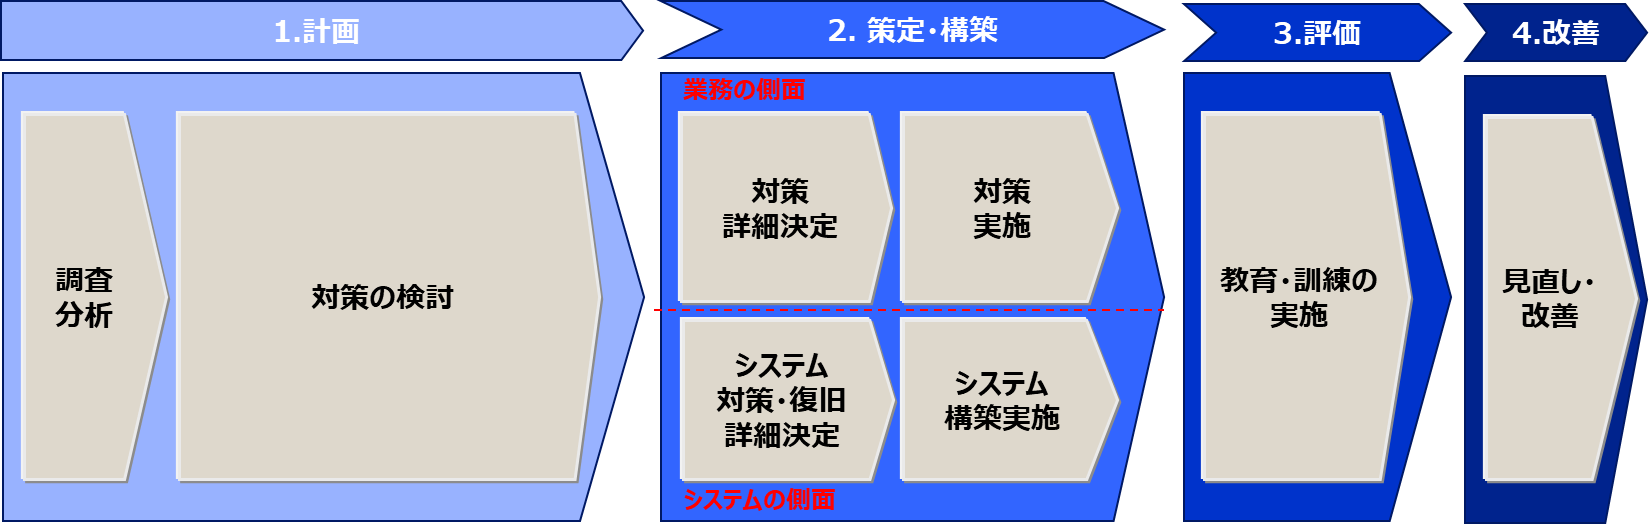 1.計画
2. 策定・構築
3.評価
4.改善
調査
分析
対策の検討
業務の側面
対策
詳細決定
対策
実施
システム
対策・復旧
詳細決定
システム
構築実施
システムの側面
教育・訓練の
実施
見直し・
改善